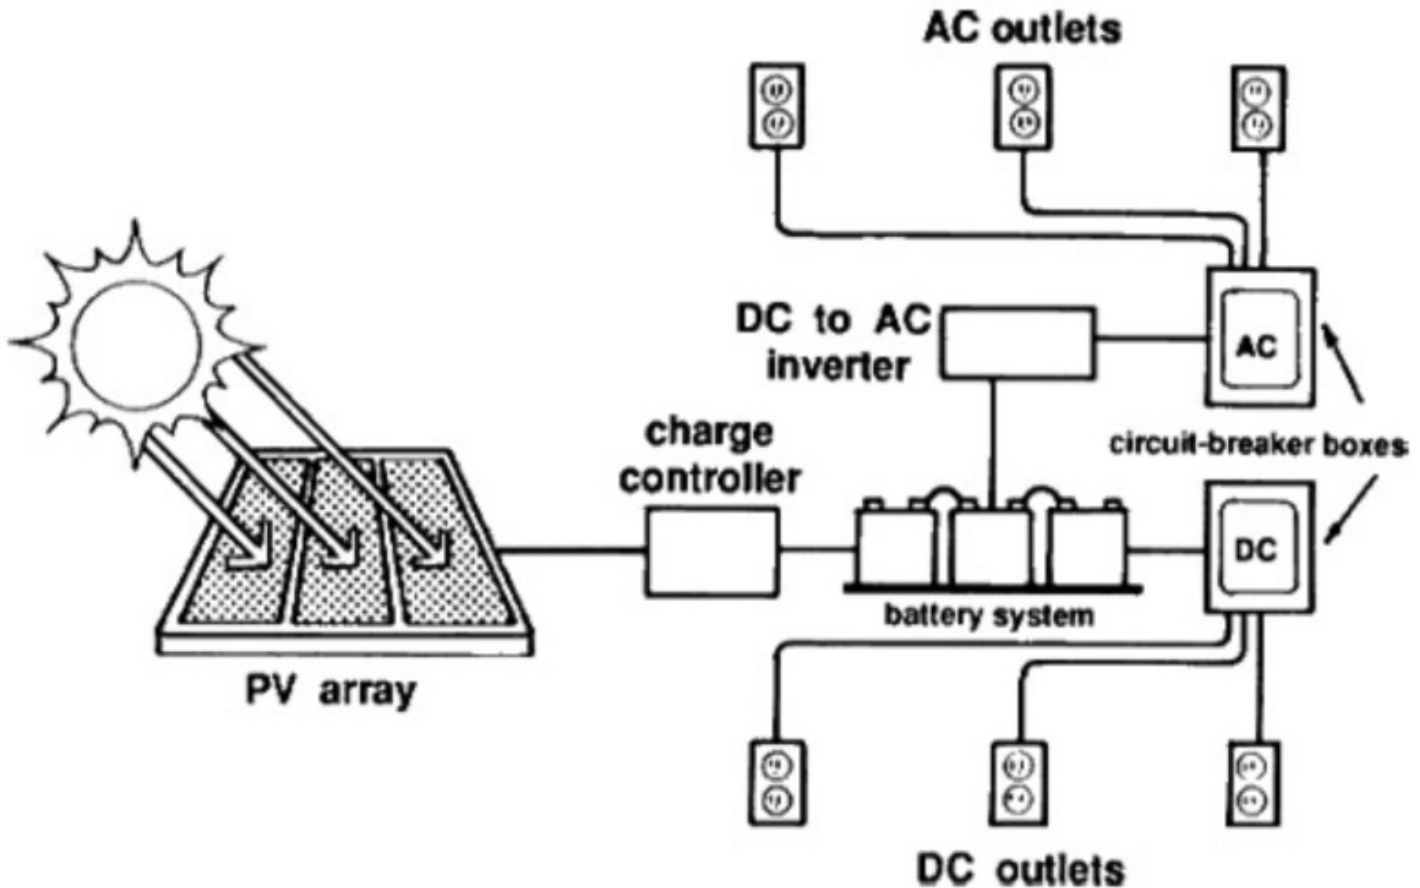 AC outlets
DC to AC
inverter
AC
charge
controller
circuit-breaker boxes
DC
battery system
PV array
DC outlets